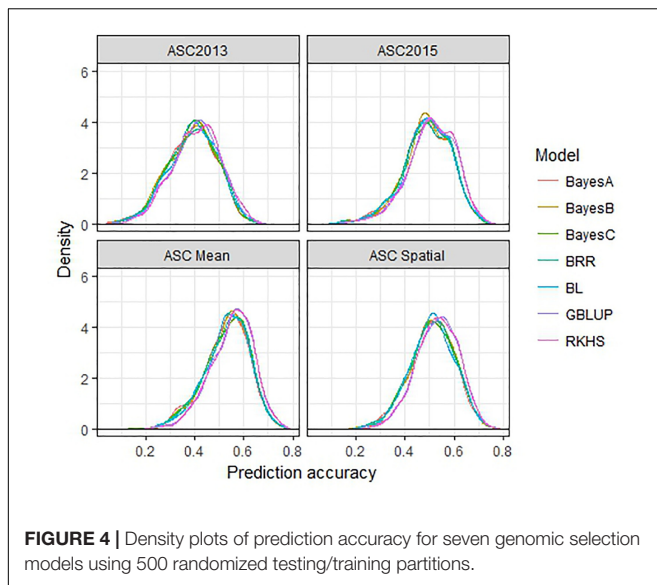 ASC2013 ASC2015
6
4
2
0
ASC Mean ASC Spatial
6
4
2
0
0.2 0.4 0.6 0.8 0.2 0.4 0.6 0.8
Density
Prediction accuracy
Model
BayesA
BayesB
BayesC
BRR
BL
GBLUP
RKHS
FIGURE 4 | Density plots of prediction accuracy for seven genomic selection
models using 500 randomized testing/training partitions.